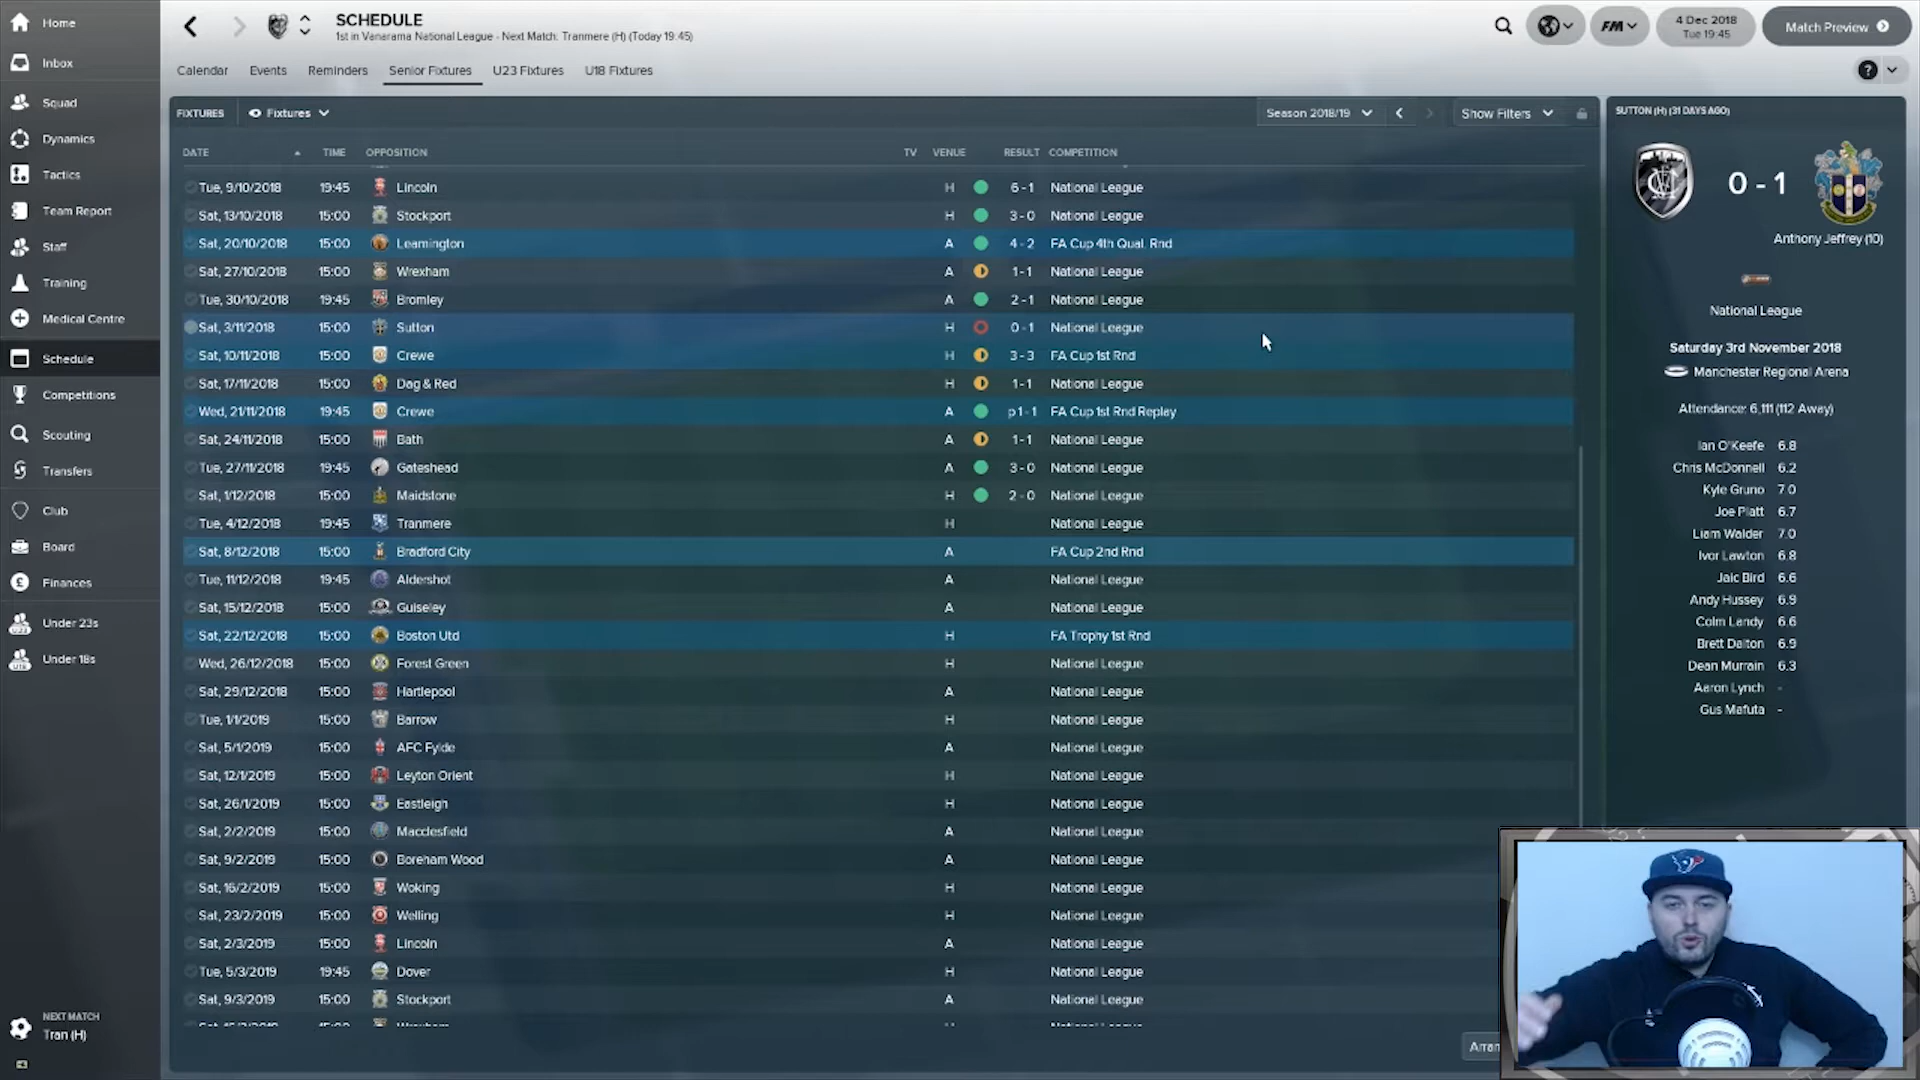 Home
Inbox
Squad
Dynamics
Tactics
Team Report
Staff
Training
Medical Centre
Schedule
Competitions
Scouting
Transfers
Club
Board
Finances
Under 23s
Under 18s
NEXT MATCH
Tran (H)
SCHEDULE
1st in Vanarama National League - Next Match: Tranmere (H) (Today 19:45)
FM
4 Dec 2018
Tue 19:45
Match Preview
Calendar Events Reminders Senior Fixtures U23 Fixtures U18 Fixtures
?
FIXTURES Fixtures Season 2018/19 Show Filters
DATE TIME OPPOSITION TV VENUE RESULT COMPETITION
Tue, 9/10/2018 19:45 Lincoln H 6-1 National League
Sat, 13/10/2018 15:00 Stockport H 3-0 National League
Sat, 20/10/2018 15:00 Leamington A 4-2 FA Cup 4th Qual. Rnd
Sat, 27/10/2018 15:00 Wrexham A 1-1 National League
Tue, 30/10/2018 19:45 Bromley A 2-1 National League
Sat, 3/11/2018 15:00 Sutton H 0-1 National League
Sat, 10/11/2018 15:00 Crewe H 3-3 FA Cup 1st Rnd
Sat, 17/11/2018 15:00 Dag & Red H 1-1 National League
Wed, 21/11/2018 19:45 Crewe A p1-1 FA Cup 1st Rnd Replay
Sat, 24/11/2018 15:00 Bath A 1-1 National League
Tue, 27/11/2018 19:45 Gateshead A 3-0 National League
Sat, 1/12/2018 15:00 Maidstone H 2-0 National League
Tue, 4/12/2018 19:45 Tranmere H National League
Sat, 8/12/2018 15:00 Bradford City A FA Cup 2nd Rnd
Tue, 11/12/2018 19:45 Aldershot A National League
Sat, 15/12/2018 15:00 Guiseley A National League
Sat, 22/12/2018 15:00 Boston Utd H FA Trophy 1st Rnd
Wed, 26/12/2018 15:00 Forest Green H National League
Sat, 29/12/2018 15:00 Hartlepool A National League
Tue, 1/1/2019 15:00 Barrow H National League
Sat, 5/1/2019 15:00 AFC Fylde A National League
Sat, 12/1/2019 15:00 Leyton Orient H National League
Sat, 26/1/2019 15:00 Eastleigh H National League
Sat, 2/2/2019 15:00 Macclesfield A National League
Sat, 9/2/2019 15:00 Boreham Wood A National League
Sat, 16/2/2019 15:00 Woking H National League
Sat, 23/2/2019 15:00 Welling H National League
Sat, 2/3/2019 15:00 Lincoln A National League
Tue, 5/3/2019 19:45 Dover H National League
Sat, 9/3/2019 15:00 Stockport A National League
Arran
SUTTON (H) (31 DAYS AGO)
0 - 1
Anthony Jeffrey (10)
National League
Saturday 3rd November 2018
Manchester Regional Arena
Attendance: 6,111 (112 Away)
Ian O'Keefe 6.8
Chris McDonnell 6.2
Kyle Gruno 7.0
Joe Platt 6.7
Liam Walder 7.0
Ivor Lawton 6.8
Jaic Bird 6.6
Andy Hussey 6.9
Colm Landy 6.6
Brett Dalton 6.9
Dean Murrain 6.3
Aaron Lynch -
Gus Mafuta -